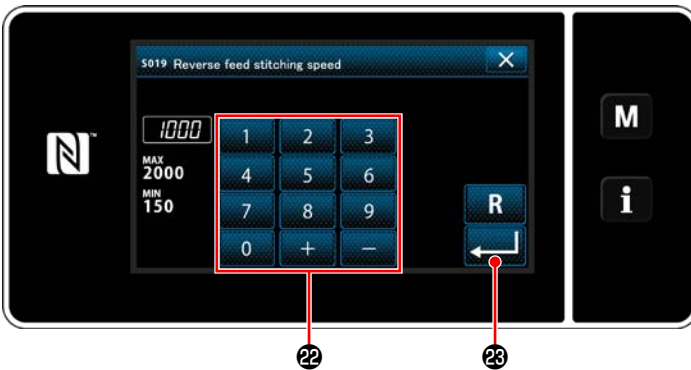 S019 Reverse feed stitching speed
1000
MAX
2000
MIN
150
1 2 3
4 5 6
7 8 9
0 + −
R
M
i
N
™
㉒ ㉓